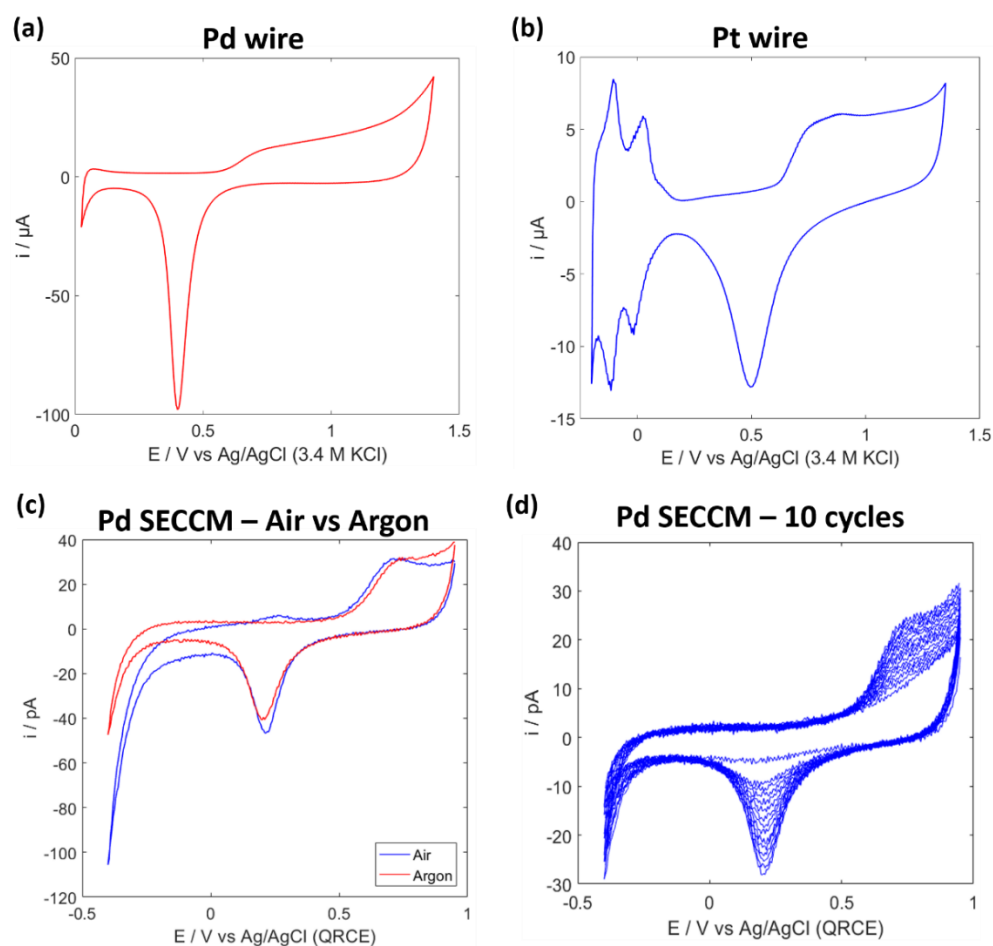 (a)
Pd wire
50
0
-50
-100
i / µA
0
0.5
1
1.5
E / V vs Ag/AgCl (3.4 M KCl)
(b)
Pt wire
10
5
0
-5
-10
-15
i / µA
0
0.5
1
1.5
E / V vs Ag/AgCl (3.4 M KCl)
(c)
Pd SECCM – Air vs Argon
40
20
0
-20
-40
-60
-80
-100
-120
i / pA
-0.5
0
0.5
1
E / V vs Ag/AgCl (QRCE)
Air
Argon
(d)
Pd SECCM – 10 cycles
40
30
20
10
0
-10
-20
-30
i / pA
-0.5
0
0.5
1
E / V vs Ag/AgCl (QRCE)